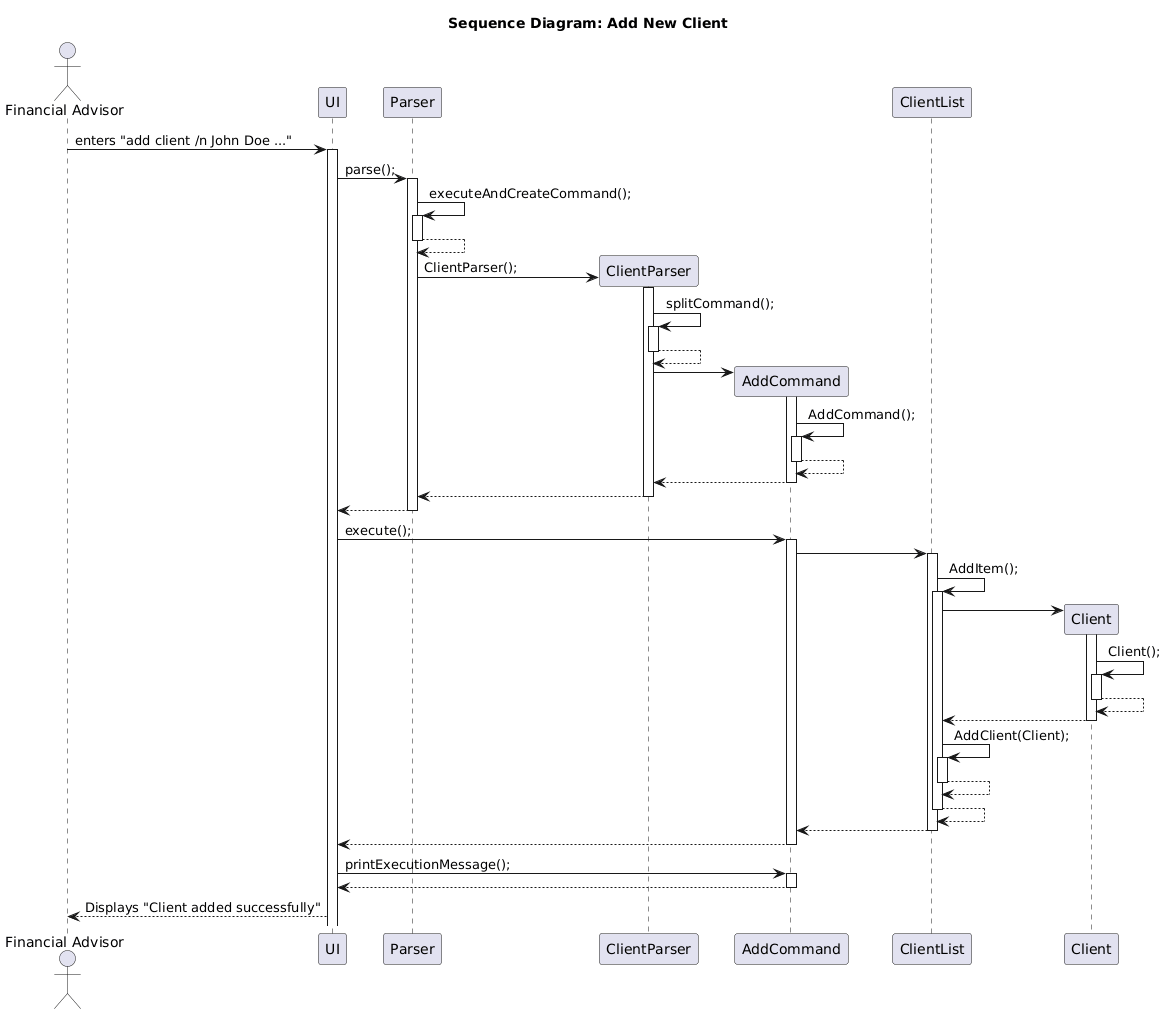 Sequence Diagram: Add New Client
Financial Advisor
UI
Parser
ClientList
enters "add client /n John Doe ..."
parse();
executeAndCreateCommand();
ClientParser();
ClientParser
splitCommand();
AddCommand
AddCommand();
execute();
AddItem();
Client
Client();
AddClient(Client);
printExecutionMessage();
Displays "Client added successfully"
Financial Advisor
UI
Parser
ClientParser
AddCommand
ClientList
Client